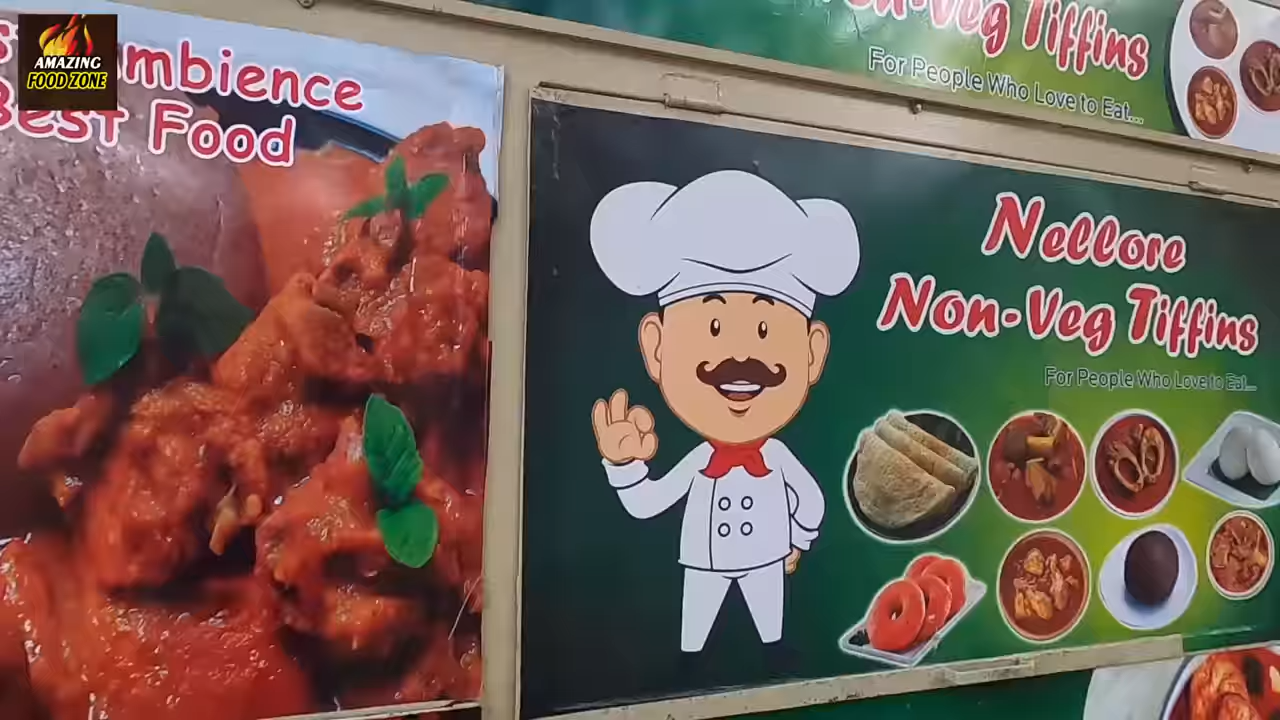 AMAZING
FOOD ZONE
ambience
Best Food
Non-Veg Tiffins
For People Who Love to Eat...
Nellore
Non-Veg Tiffins
For People Who Love to Eat...